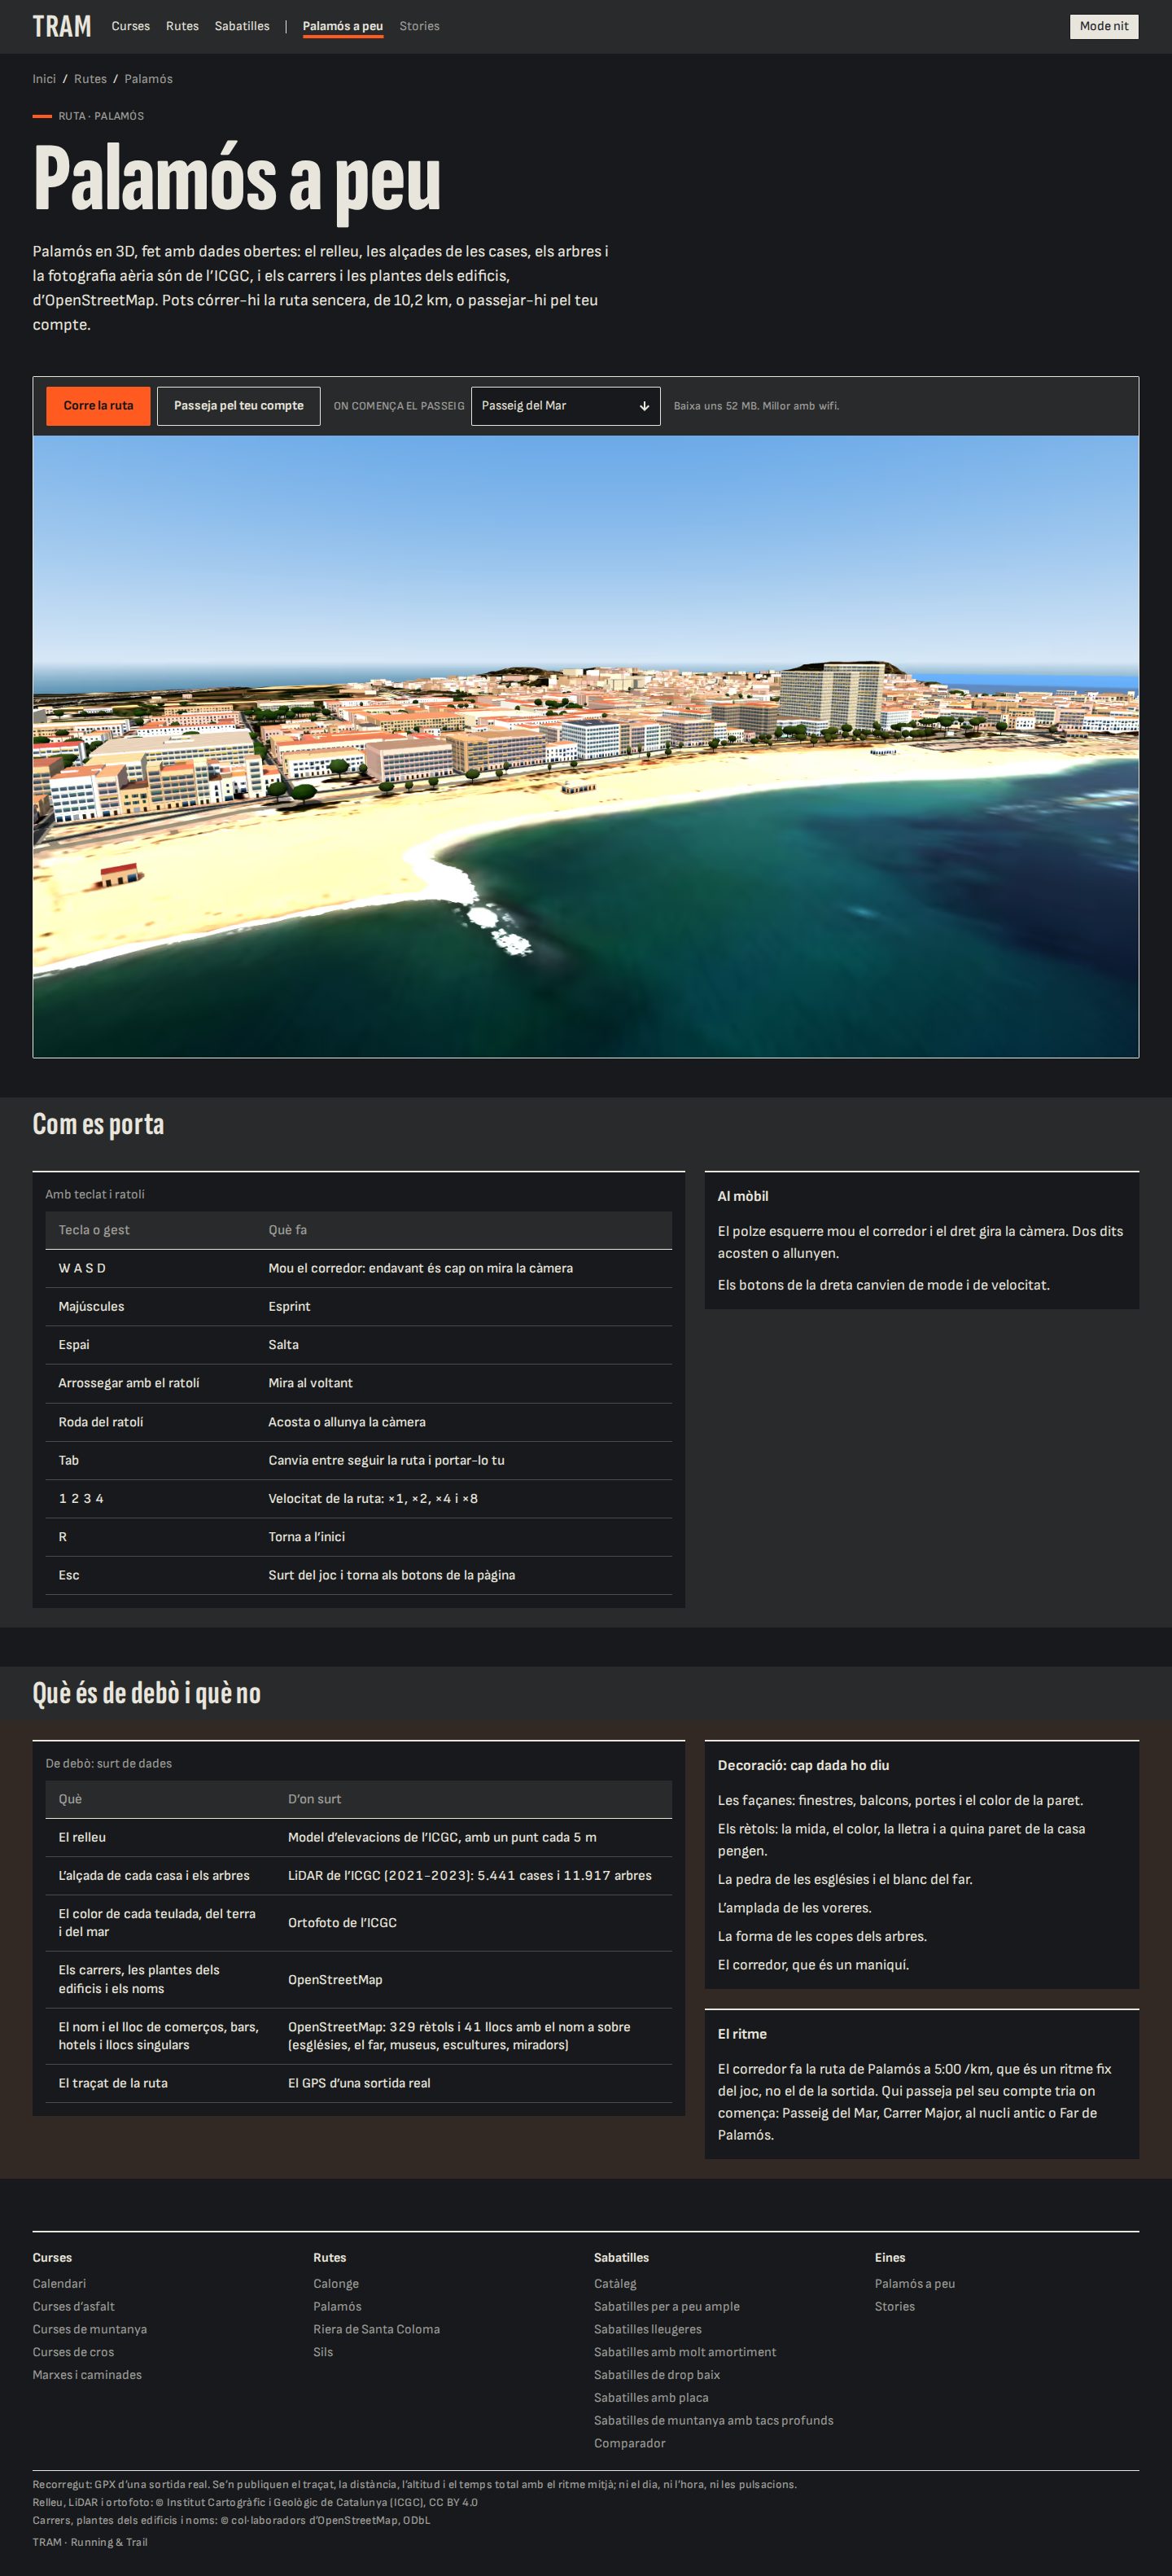 TRAM Curses Rutes Sabatilles | Palamós a peu Stories Mode nit
Inici / Rutes / Palamós
RUTA · PALAMÓS
Palamós a peu
Palamós en 3D, fet amb dades obertes: el relleu, les alçades de les cases, els arbres i
la fotografia aèria són de l’ICGC, i els carrers i les plantes dels edificis,
d’OpenStreetMap. Pots córrer-hi la ruta sencera, de 10,2 km, o passejar-hi pel teu
compte.
Corre la ruta Passeja pel teu compte ON COMENÇA EL PASSEIG Passeig del Mar Baixa uns 52 MB. Millor amb wifi.
Com es porta
Amb teclat i ratolí
Tecla o gest Què fa
W A S D Mou el corredor: endavant és cap on mira la càmera
Majúscules Esprint
Espai Salta
Arrossegar amb el ratolí Mira al voltant
Roda del ratolí Acosta o allunya la càmera
Tab Canvia entre seguir la ruta i portar-lo tu
1 2 3 4 Velocitat de la ruta: ×1, ×2, ×4 i ×8
R Torna a l’inici
Esc Surt del joc i torna als botons de la pàgina
Al mòbil
El polze esquerre mou el corredor i el dret gira la càmera. Dos dits
acosten o allunyen.
Els botons de la dreta canvien de mode i de velocitat.
Què és de debò i què no
De debò: surt de dades
Què D’on surt
El relleu Model d’elevacions de l’ICGC, amb un punt cada 5 m
L’alçada de cada casa i els arbres LiDAR de l’ICGC (2021-2023): 5.441 cases i 11.917 arbres
El color de cada teulada, del terra
i del mar Ortofoto de l’ICGC
Els carrers, les plantes dels
edificis i els noms OpenStreetMap
El nom i el lloc de comerços, bars,
hotels i llocs singulars OpenStreetMap: 329 rètols i 41 llocs amb el nom a sobre
(esglésies, el far, museus, escultures, miradors)
El traçat de la ruta El GPS d’una sortida real
Decoració: cap dada ho diu
Les façanes: finestres, balcons, portes i el color de la paret.
Els rètols: la mida, el color, la lletra i a quina paret de la casa
pengen.
La pedra de les esglésies i el blanc del far.
L’amplada de les voreres.
La forma de les copes dels arbres.
El corredor, que és un maniquí.
El ritme
El corredor fa la ruta de Palamós a 5:00 /km, que és un ritme fix
del joc, no el de la sortida. Qui passeja pel seu compte tria on
comença: Passeig del Mar, Carrer Major, al nucli antic o Far de
Palamós.
Curses
Calendari
Curses d’asfalt
Curses de muntanya
Curses de cros
Marxes i caminades
Rutes
Calonge
Palamós
Riera de Santa Coloma
Sils
Sabatilles
Catàleg
Sabatilles per a peu ample
Sabatilles lleugeres
Sabatilles amb molt amortiment
Sabatilles de drop baix
Sabatilles amb placa
Sabatilles de muntanya amb tacs profunds
Comparador
Eines
Palamós a peu
Stories
Recorregut: GPX d’una sortida real. Se’n publiquen el traçat, la distància, l’altitud i el temps total amb el ritme mitjà; ni el dia, ni l’hora, ni les pulsacions.
Relleu, LiDAR i ortofoto: © Institut Cartogràfic i Geològic de Catalunya (ICGC), CC BY 4.0
Carrers, plantes dels edificis i noms: © col·laboradors d’OpenStreetMap, ODbL
TRAM · Running & Trail